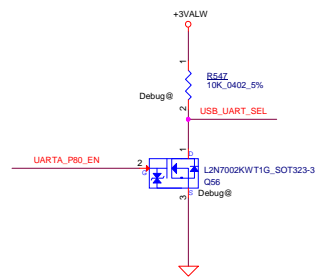 +3VALW
1
R547
10K_0402_5%
Debug@
2
USB_UART_SEL
1
D
UARTA_P80_EN
2
G
L2N7002KWT1G_SOT323-3
Q56
S
Debug@
3